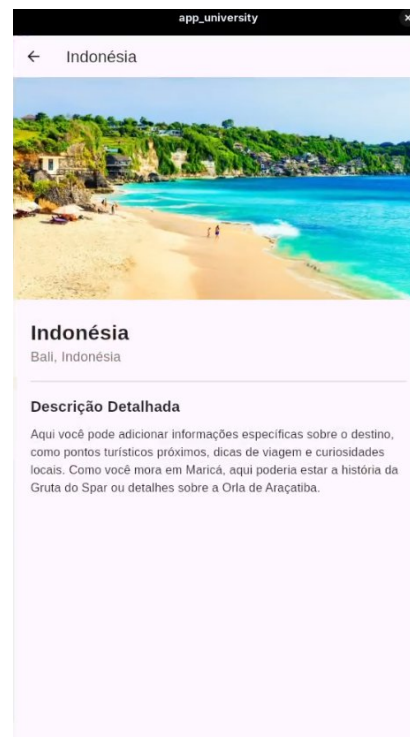 app_university
Indonésia
Indonésia
Bali, Indonésia
Descrição Detalhada
Aqui você pode adicionar informações específicas sobre o destino,
como pontos turísticos próximos, dicas de viagem e curiosidades
locais. Como você mora em Maricá, aqui poderia estar a história da
Gruta do Spar ou detalhes sobre a Orla de Araçatiba.